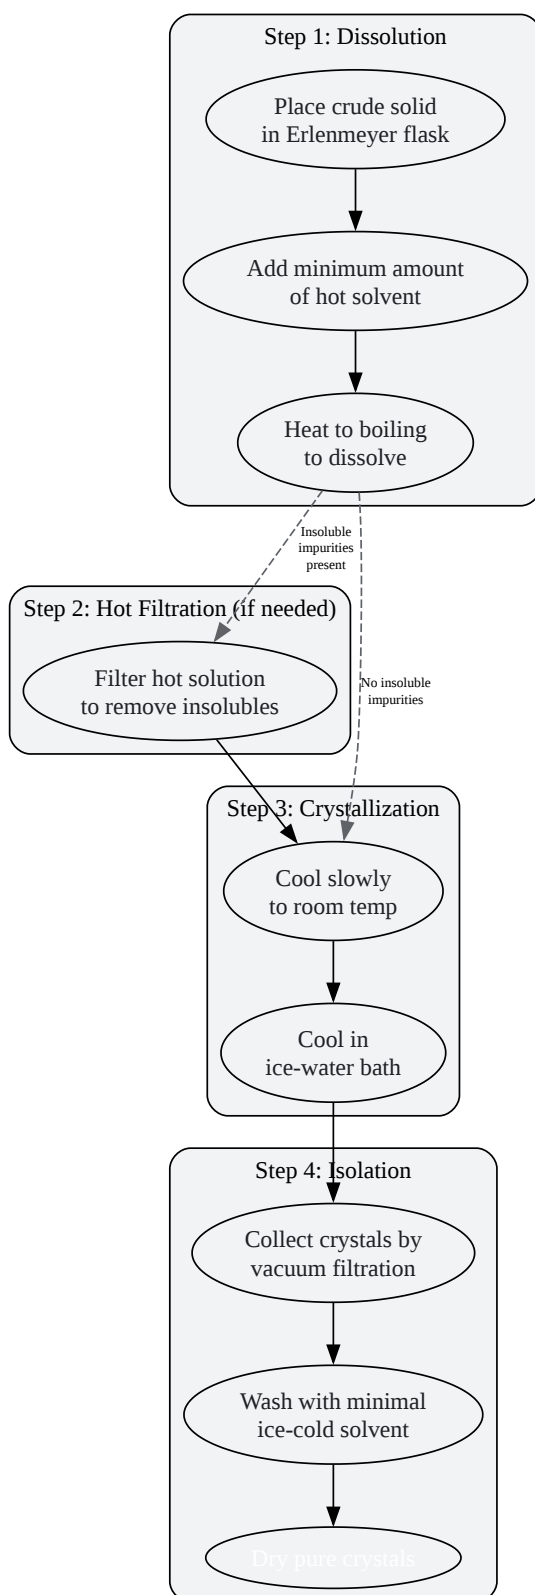 Step 1: Dissolution
Place crude solid
in Erlenmeyer flask
Add minimum amount
of hot solvent
Heat to boiling
to dissolve
Insoluble
impurities
present
Step 2: Hot Filtration (if needed)
Filter hot solution
to remove insolubles
No insoluble
impurities
Step 3: Crystallization
Cool slowly
to room temp
Cool in
ice-water bath
Step 4: Isolation
Collect crystals by
vacuum filtration
Wash with minimal
ice-cold solvent
Dry pure crystals